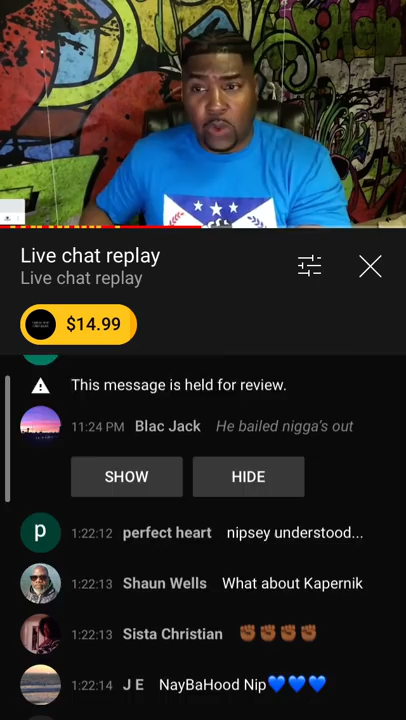 Live chat replay
Live chat replay
$14.99
This message is held for review.
11:24 PM Blac Jack He bailed nigga's out
SHOW HIDE
p
1:22:12 perfect heart nipsey understood...
1:22:13 Shaun Wells What about Kapernik
1:22:13 Sista Christian ✊🏾✊🏾✊🏾✊🏾
1:22:14 J E NayBaHood Nip💙💙💙